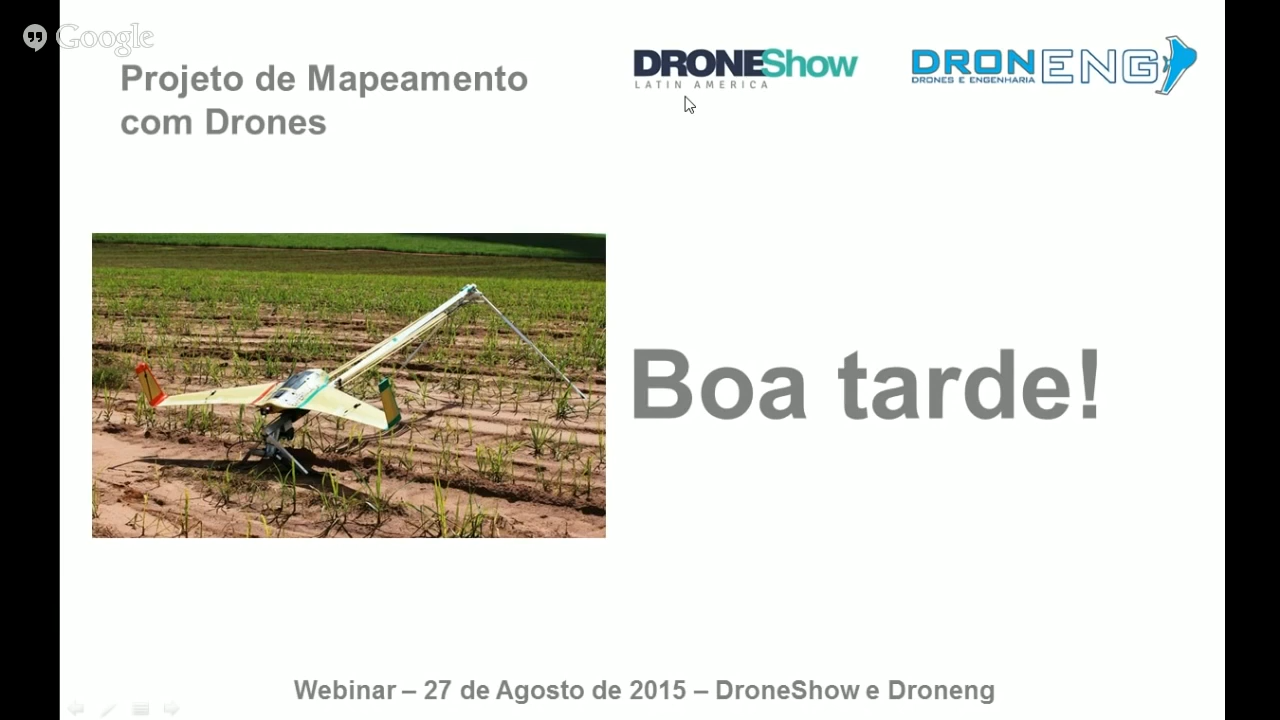 Google
Projeto de Mapeamento
com Drones
DRONEShow
LATIN AMERICA
DRONENG
DRONES E ENGENHARIA
Boa tarde!
Webinar – 27 de Agosto de 2015 – DroneShow e Droneng